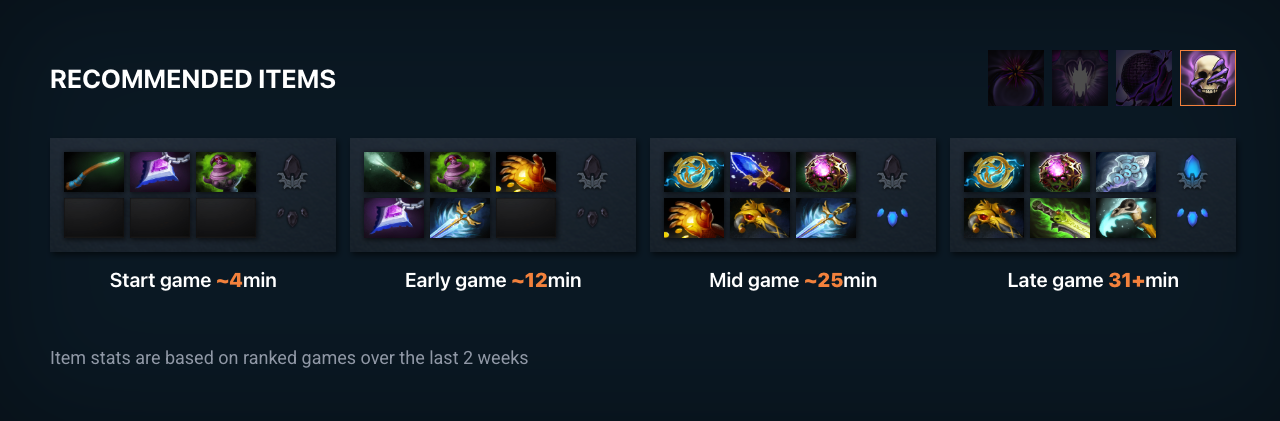 RECOMMENDED ITEMS
Start game ~4min
Early game ~12min
Mid game ~25min
Late game 31+min
Item stats are based on ranked games over the last 2 weeks